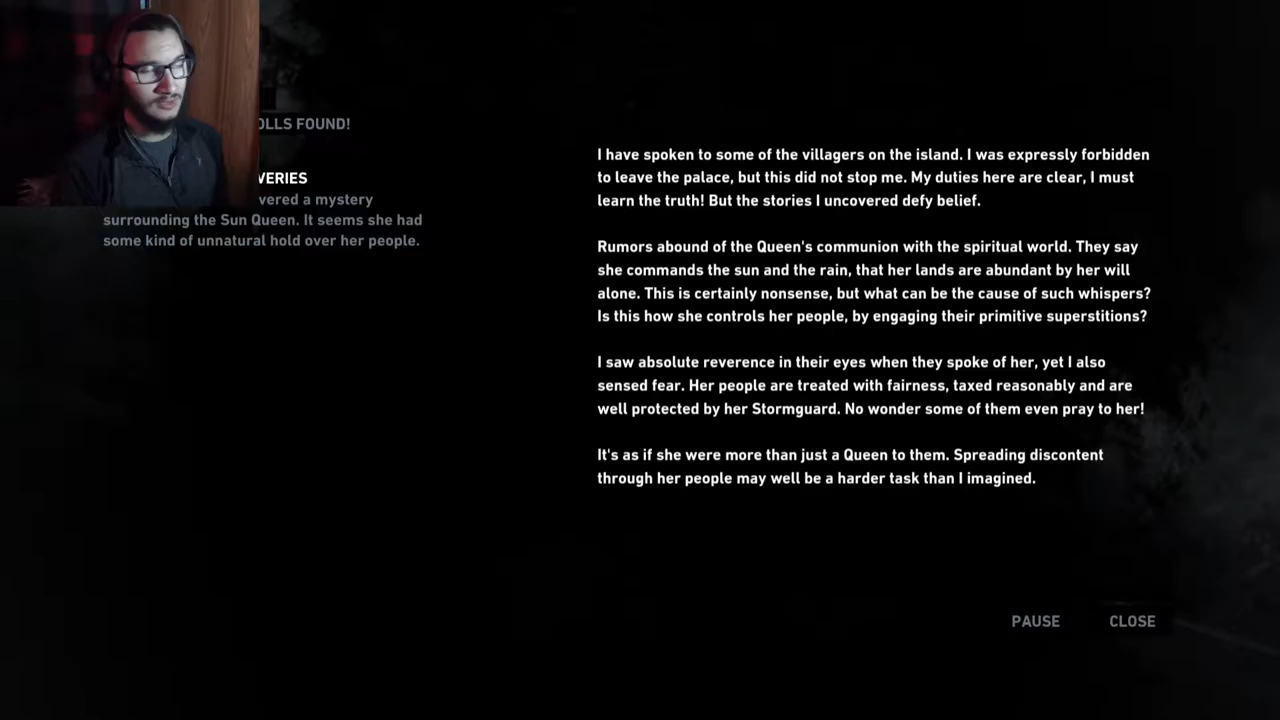 OLLS FOUND!
VERIES
vered a mystery
surrounding the Sun Queen. It seems she had
some kind of unnatural hold over her people.
I have spoken to some of the villagers on the island. I was expressly forbidden
to leave the palace, but this did not stop me. My duties here are clear, I must
learn the truth! But the stories I uncovered defy belief.
Rumors abound of the Queen's communion with the spiritual world. They say
she commands the sun and the rain, that her lands are abundant by her will
alone. This is certainly nonsense, but what can be the cause of such whispers?
Is this how she controls her people, by engaging their primitive superstitions?
I saw absolute reverence in their eyes when they spoke of her, yet I also
sensed fear. Her people are treated with fairness, taxed reasonably and are
well protected by her Stormguard. No wonder some of them even pray to her!
It's as if she were more than just a Queen to them. Spreading discontent
through her people may well be a harder task than I imagined.
PAUSE
CLOSE